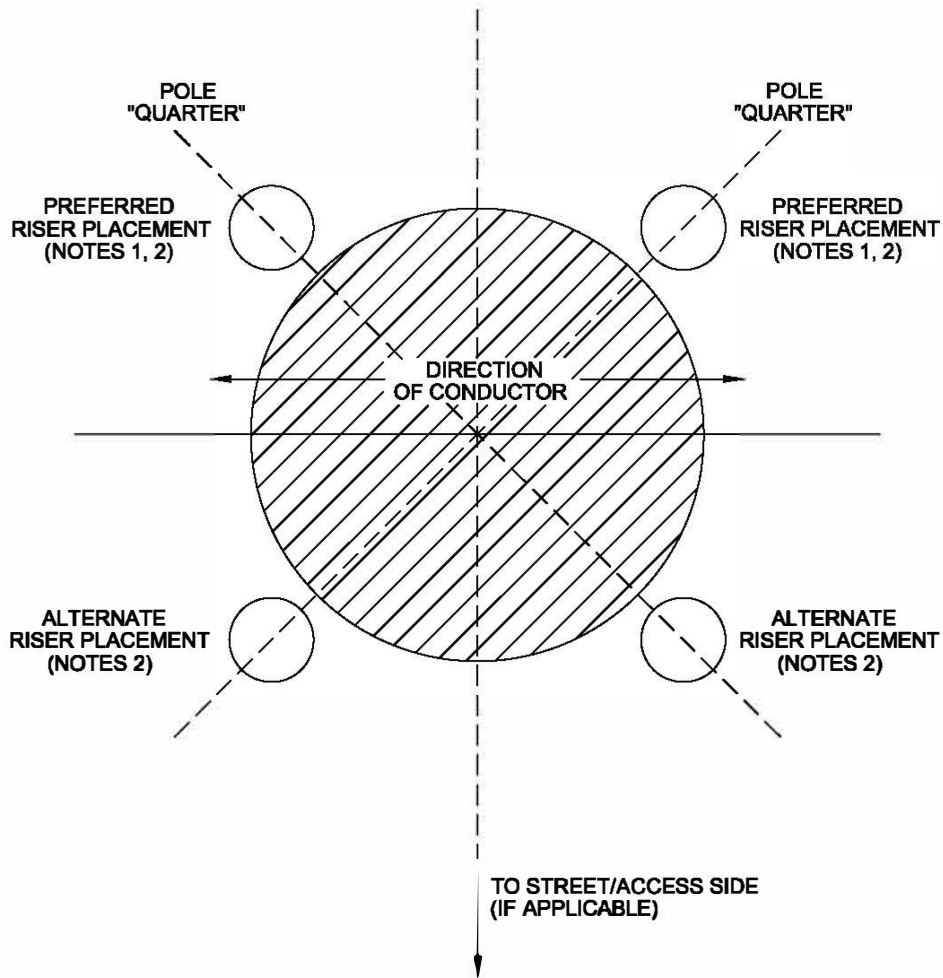 POLE
"QUARTER"
POLE
"QUARTER"
PREFERRED
RISER PLACEMENT
(NOTES 1, 2)
PREFERRED
RISER PLACEMENT
(NOTES 1, 2)
DIRECTION
OF CONDUCTOR
ALTERNATE
RISER PLACEMENT
(NOTES 2)
ALTERNATE
RISER PLACEMENT
(NOTES 2)
TO STREET/ACCESS SIDE
(IF APPLICABLE)